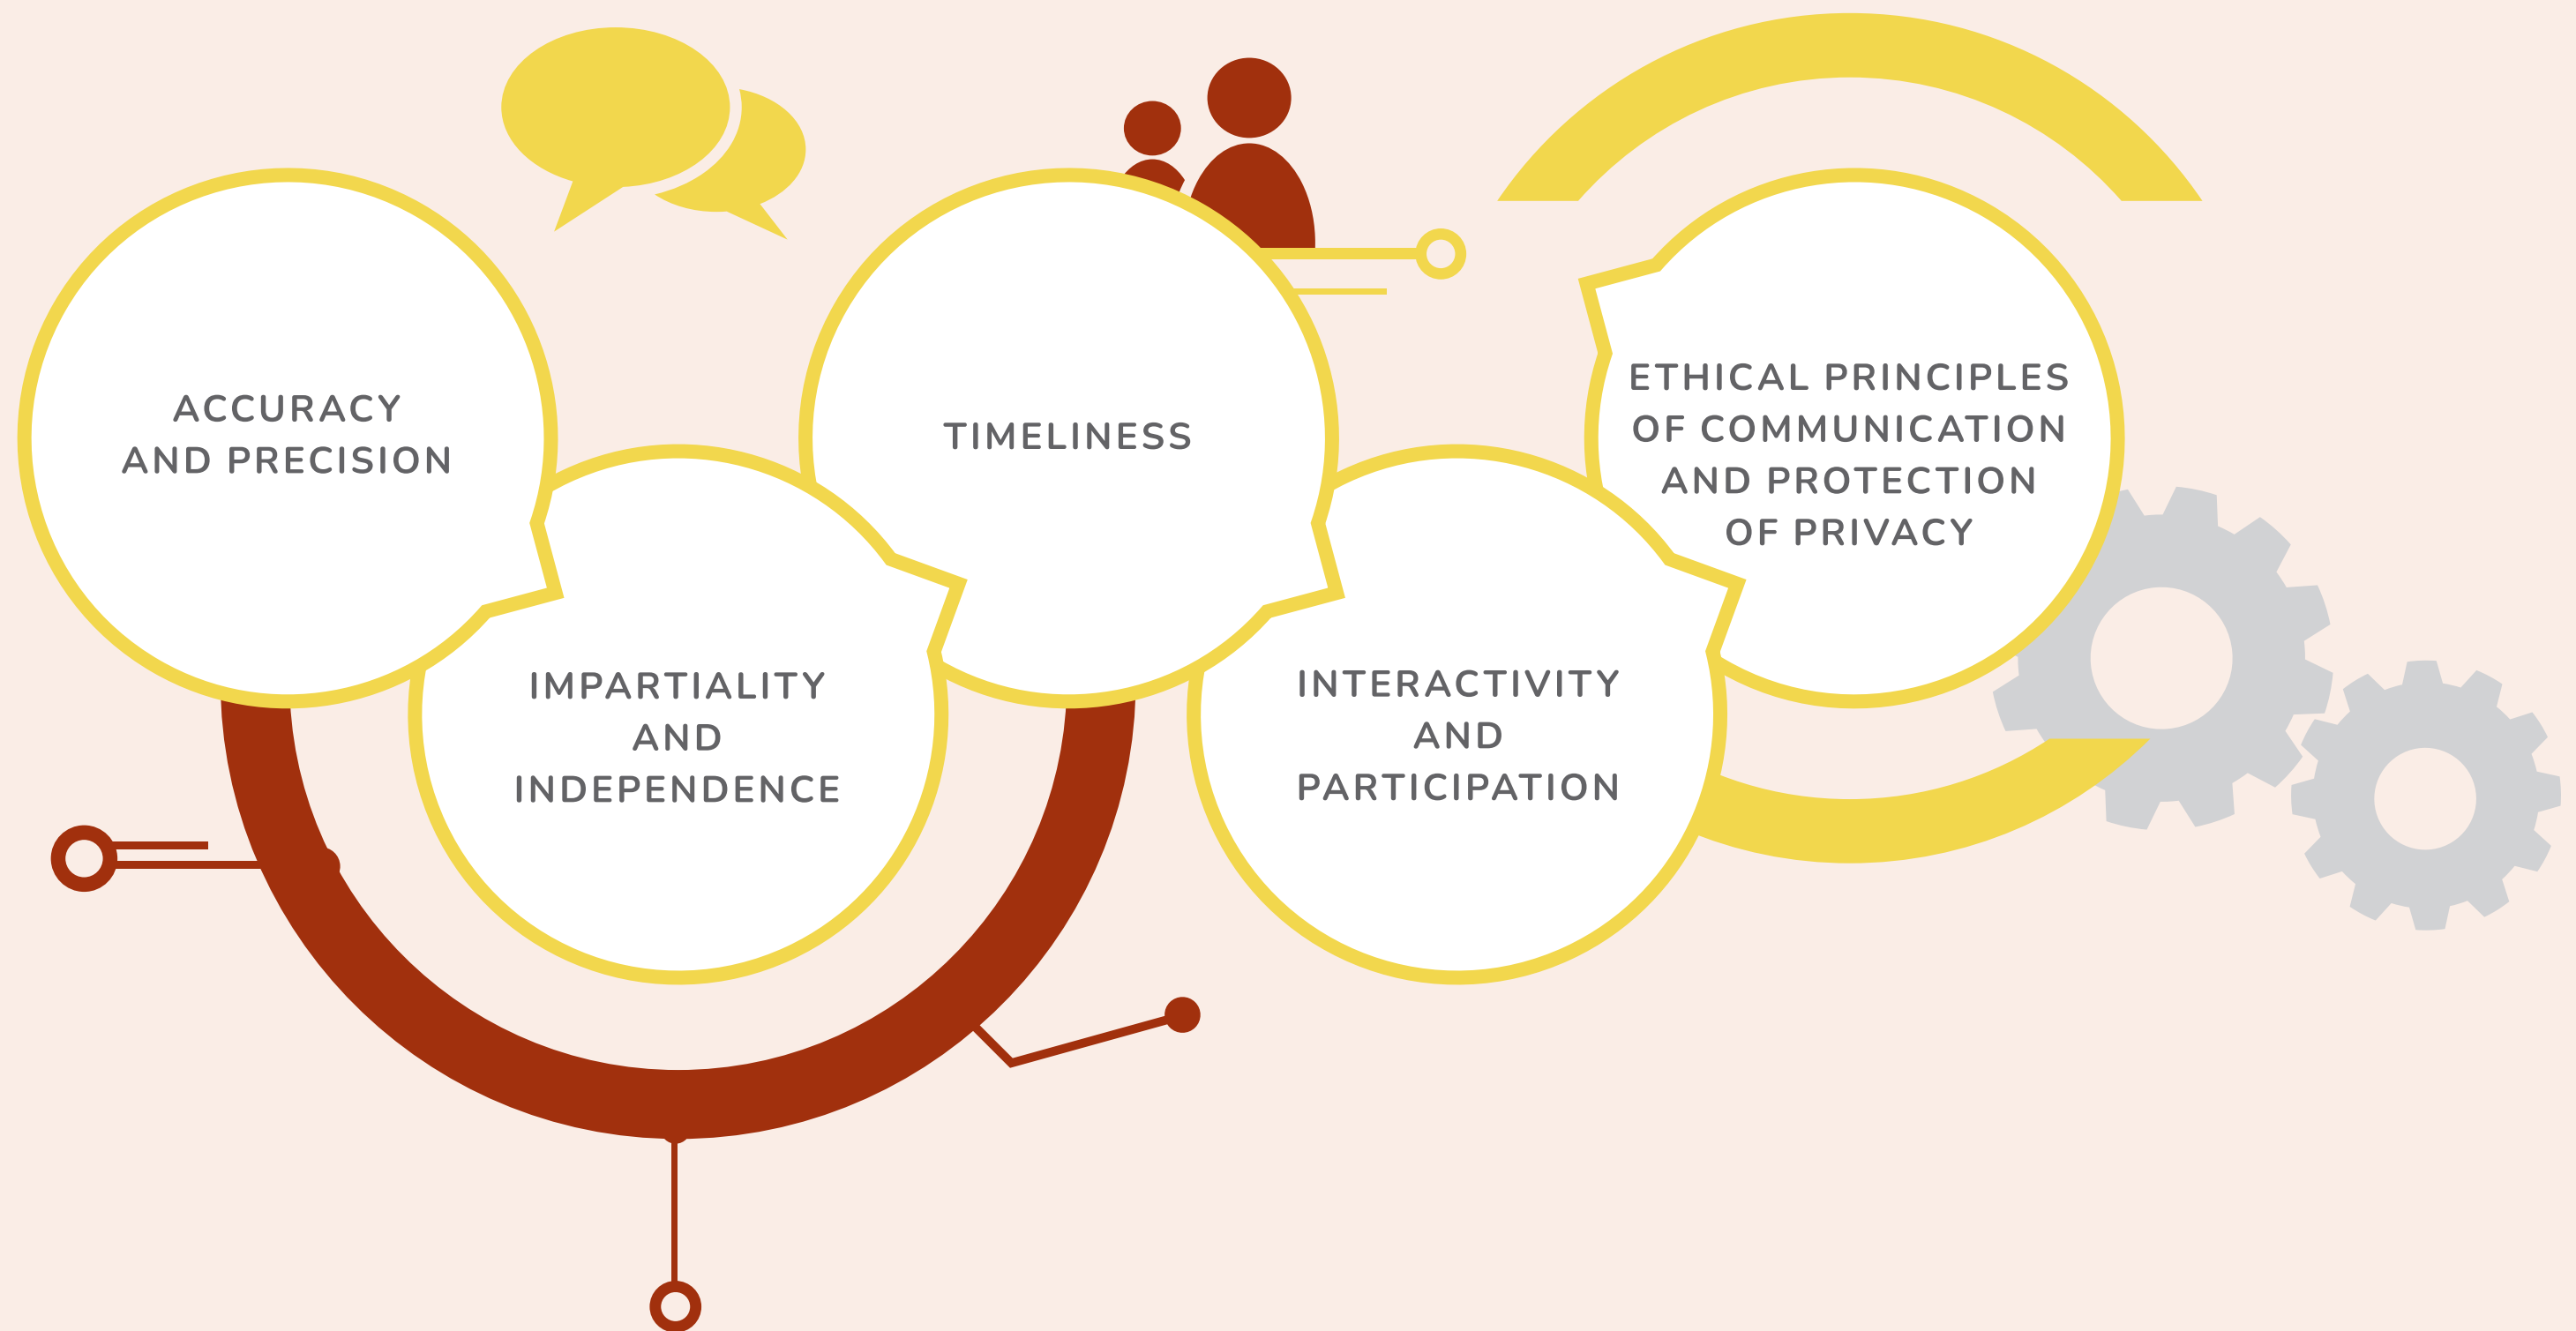 ACCURACY
AND PRECISION
IMPARTIALITY
AND
INDEPENDENCE
TIMELINESS
INTERACTIVITY
AND
PARTICIPATION
ETHICAL PRINCIPLES
OF COMMUNICATION
AND PROTECTION
OF PRIVACY